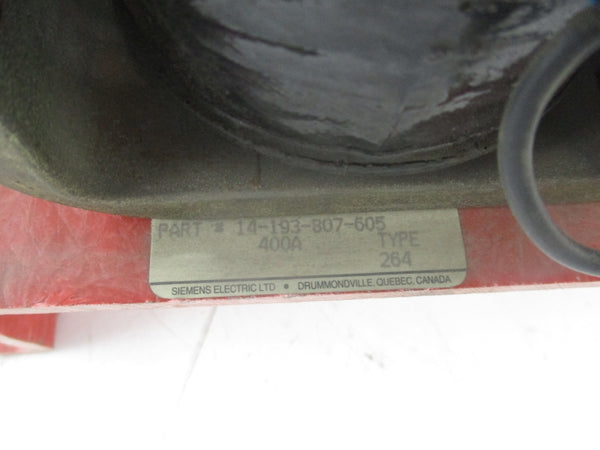 PART # 14-193-807-605
400A TYPE
264
SIEMENS ELECTRIC LTD • DRUMMONDVILLE, QUEBEC, CANADA